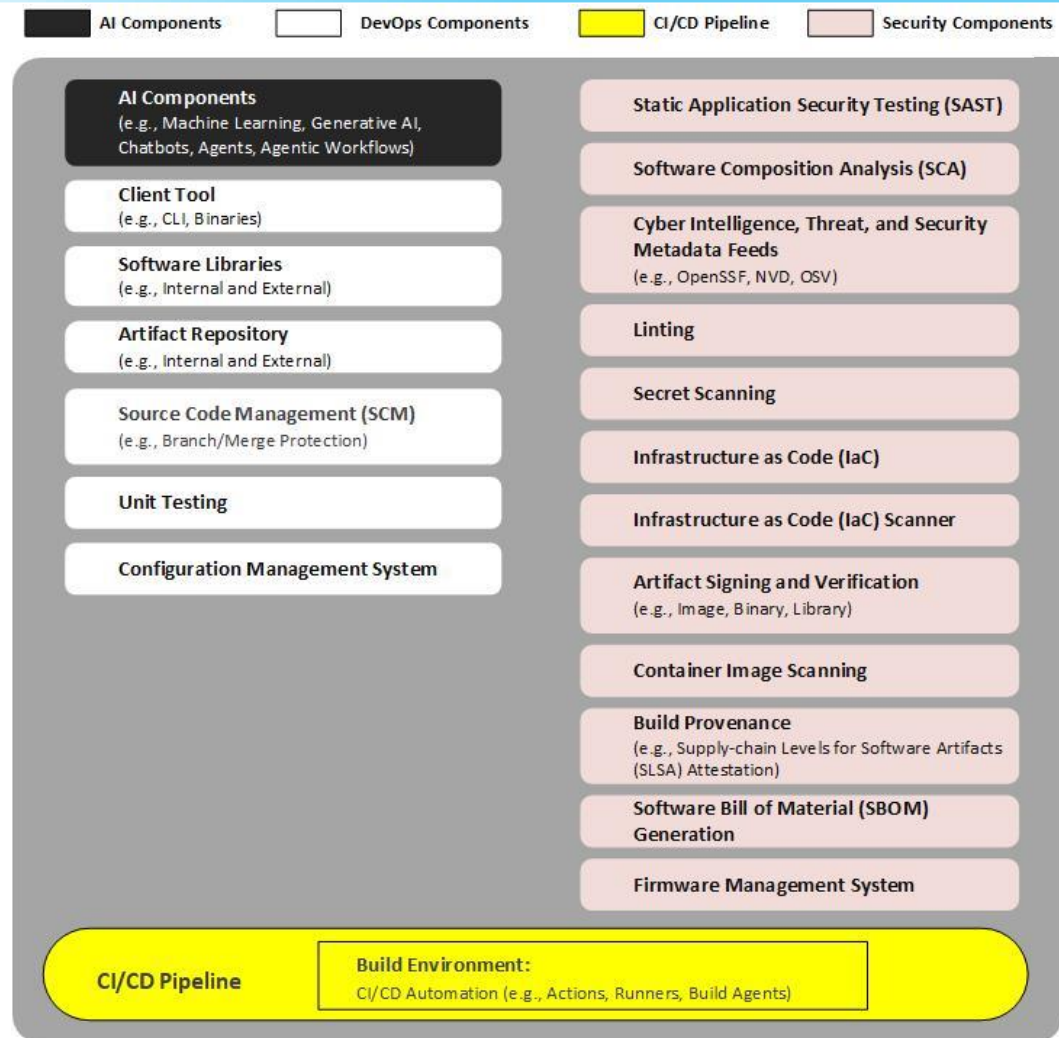 AI Components
DevOps Components
CI/CD Pipeline
Security Components
AI Components
(e.g., Machine Learning, Generative AI,
Chatbots, Agents, Agentic Workflows)
Client Tool
(e.g., CLI, Binaries)
Software Libraries
(e.g., Internal and External)
Artifact Repository
(e.g., Internal and External)
Source Code Management (SCM)
(e.g., Branch/Merge Protection)
Unit Testing
Configuration Management System
Static Application Security Testing (SAST)
Software Composition Analysis (SCA)
Cyber Intelligence, Threat, and Security
Metadata Feeds
(e.g., OpenSSF, NVD, OSV)
Linting
Secret Scanning
Infrastructure as Code (IaC)
Infrastructure as Code (IaC) Scanner
Artifact Signing and Verification
(e.g., Image, Binary, Library)
Container Image Scanning
Build Provenance
(e.g., Supply-chain Levels for Software Artifacts
(SLSA) Attestation)
Software Bill of Material (SBOM)
Generation
Firmware Management System
CI/CD Pipeline
Build Environment:
CI/CD Automation (e.g., Actions, Runners, Build Agents)